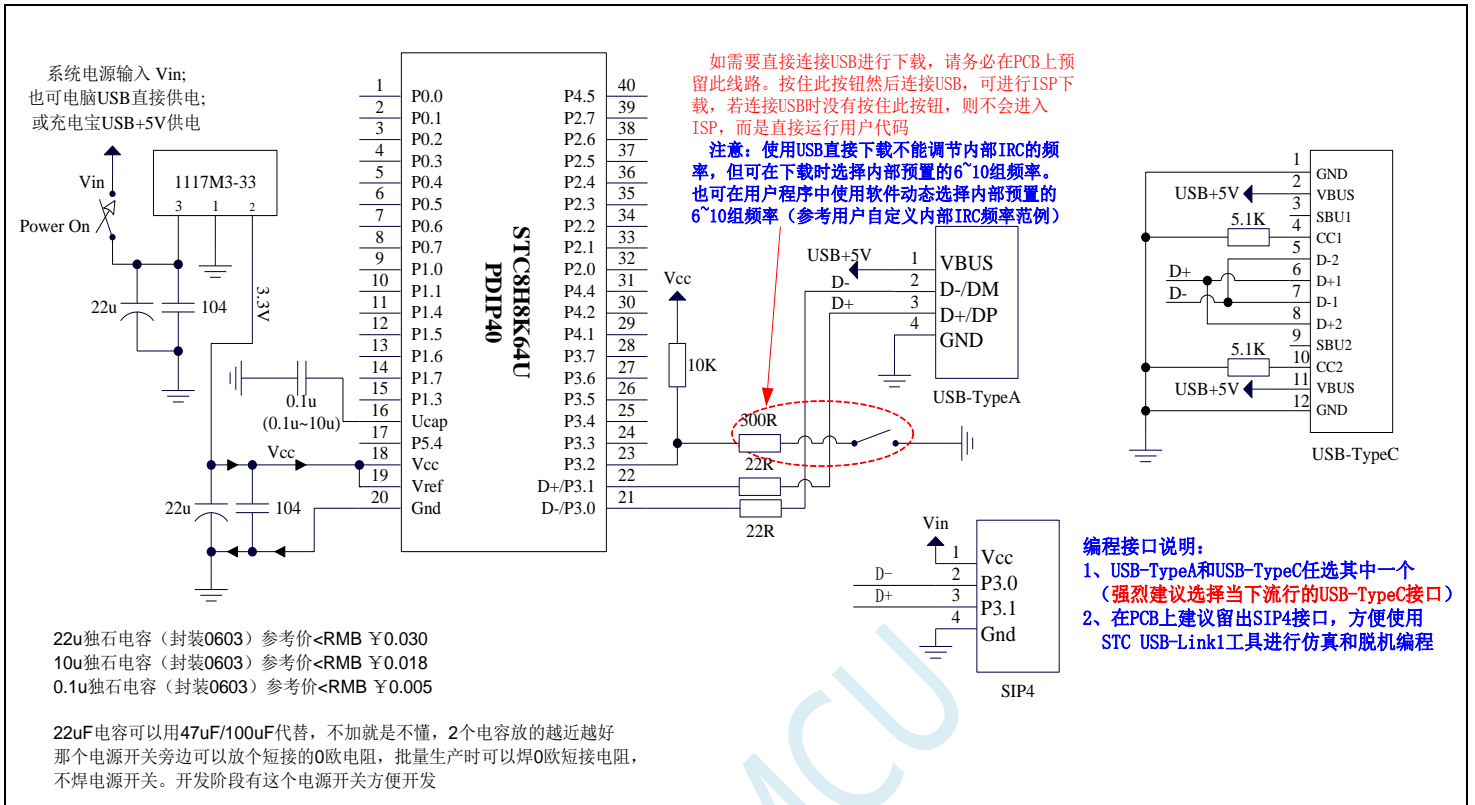 系统电源输入 Vin;
也可电脑USB直接供电;
或充电宝USB+5V供电
Vin
Power On
1117M3-33
3 1 2
22u
104
3.3V
0.1u
(0.1u~10u)
Vcc
22u
104
1 P0.0
2 P0.1
3 P0.2
4 P0.3
5 P0.4
6 P0.5
7 P0.6
8 P0.7
9 P1.0
10 P1.1
11 P1.4
12 P1.5
13 P1.6
14 P1.7
15 P1.3
16 Ucap
17 P5.4
18 Vcc
19 Vref
20 Gnd
STC8H8K64U
PDIP40
P4.5 40
P2.7 39
P2.6 38
P2.5 37
P2.4 36
P2.3 35
P2.2 34
P2.1 33
P2.0 32
P4.4 31
P4.2 30
P4.1 29
P3.7 28
P3.6 27
P3.5 26
P3.4 25
P3.3 24
P3.2 23
D+/P3.1 22
D-/P3.0 21
如需要直接连接USB进行下载，请务必在PCB上预
留此线路。按住此按钮然后连接USB，可进行ISP下
载，若连接USB时没有按住此按钮，则不会进入
ISP，而是直接运行用户代码
注意：使用USB直接下载不能调节内部IRC的频
率，但可在下载时选择内部预置的6~10组频率。
也可在用户程序中使用软件动态选择内部预置的
6~10组频率（参考用户自定义内部IRC频率范例）
Vcc
10K
300R
22R
22R
USB+5V
D-
D+
1 VBUS
2 D-/DM
3 D+/DP
4 GND
USB-TypeA
Vin
D-
D+
1 Vcc
2 P3.0
3 P3.1
4 Gnd
SIP4
USB+5V
5.1K
D+
D-
5.1K
USB+5V
1 GND
2 VBUS
3 SBU1
4 CC1
5 D-2
6 D+1
7 D-1
8 D+2
9 SBU2
10 CC2
11 VBUS
12 GND
USB-TypeC
编程接口说明：
1、USB-TypeA和USB-TypeC任选其中一个
（强烈建议选择当下流行的USB-TypeC接口）
2、在PCB上建议留出SIP4接口，方便使用
STC USB-Link1工具进行仿真和脱机编程
22u独石电容（封装0603）参考价<RMB ￥0.030
10u独石电容（封装0603）参考价<RMB ￥0.018
0.1u独石电容（封装0603）参考价<RMB ￥0.005
22uF电容可以用47uF/100uF代替，不加就是不懂，2个电容放的越近越好
那个电源开关旁边可以放个短接的0欧电阻，批量生产时可以焊0欧短接电阻，
不焊电源开关。开发阶段有这个电源开关方便开发
MCU